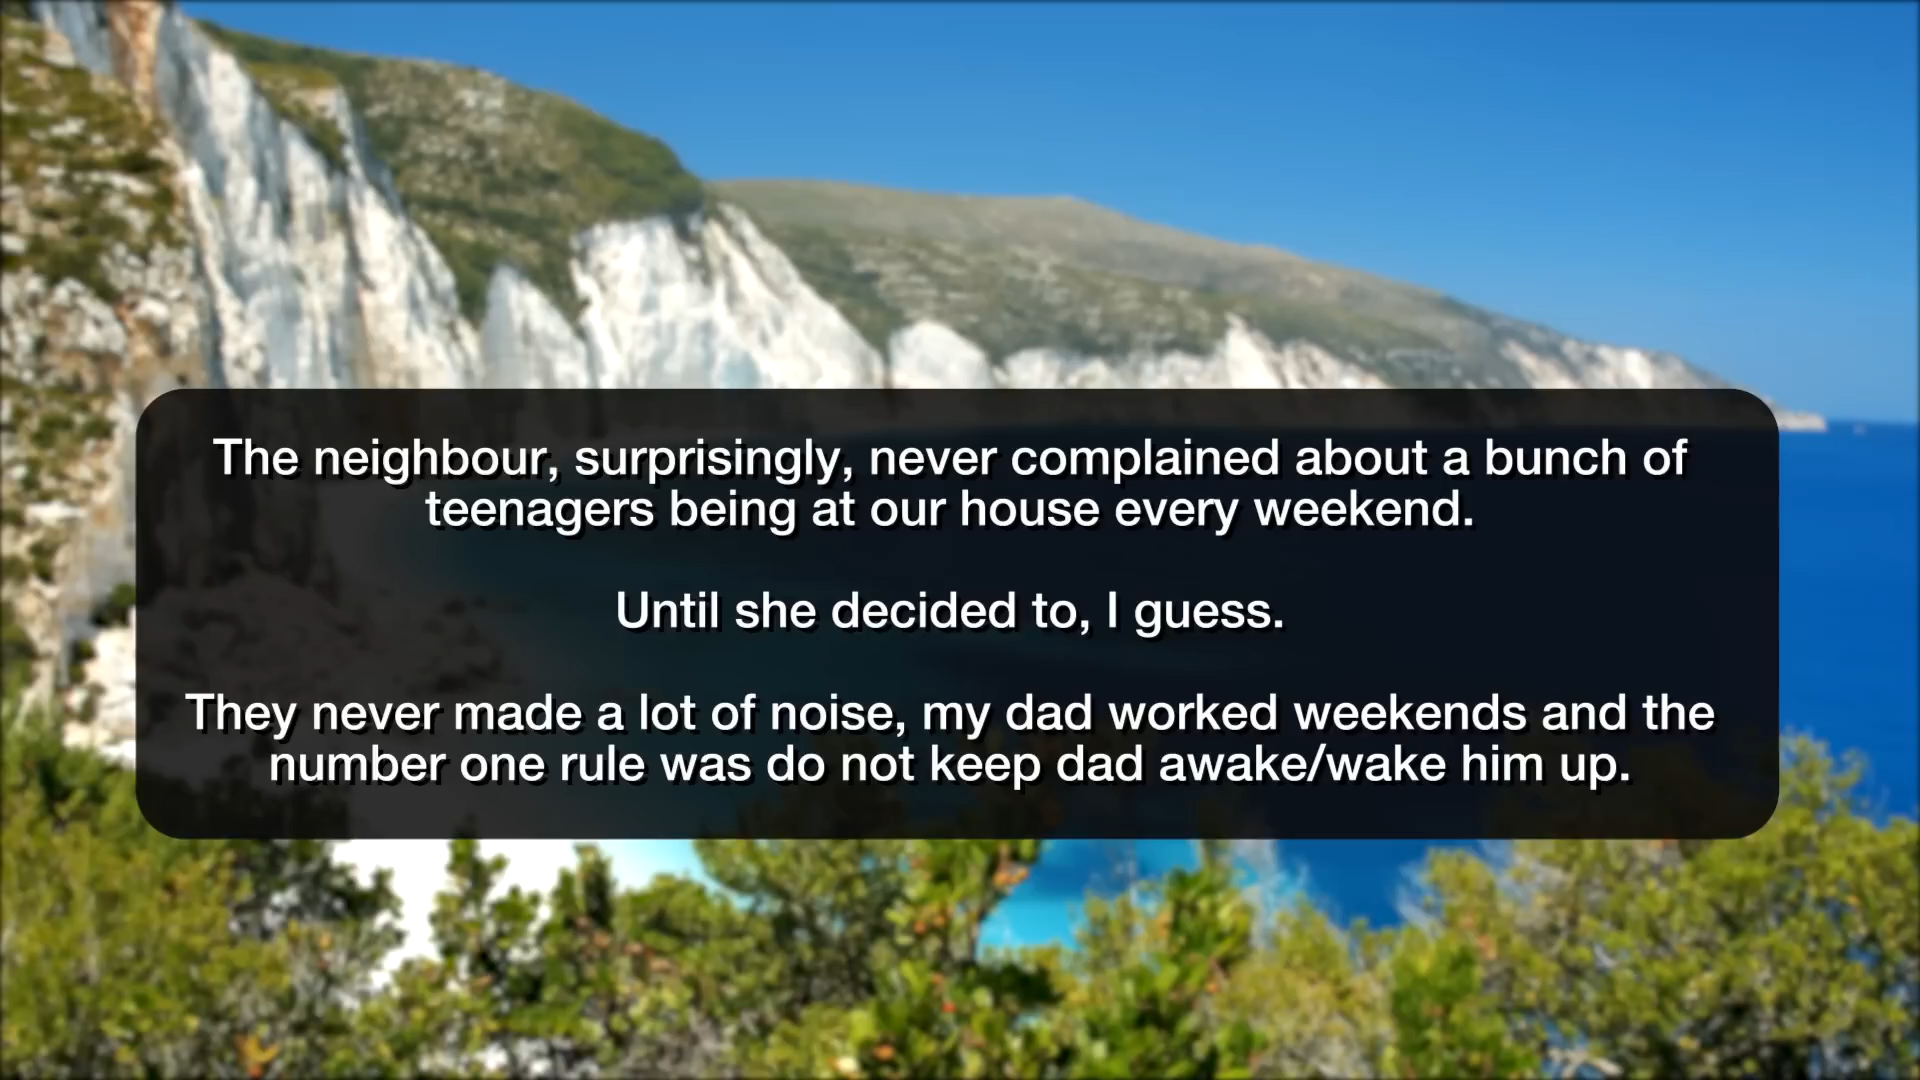 The neighbour, surprisingly, never complained about a bunch of
teenagers being at our house every weekend.
Until she decided to, I guess.
They never made a lot of noise, my dad worked weekends and the
number one rule was do not keep dad awake/wake him up.